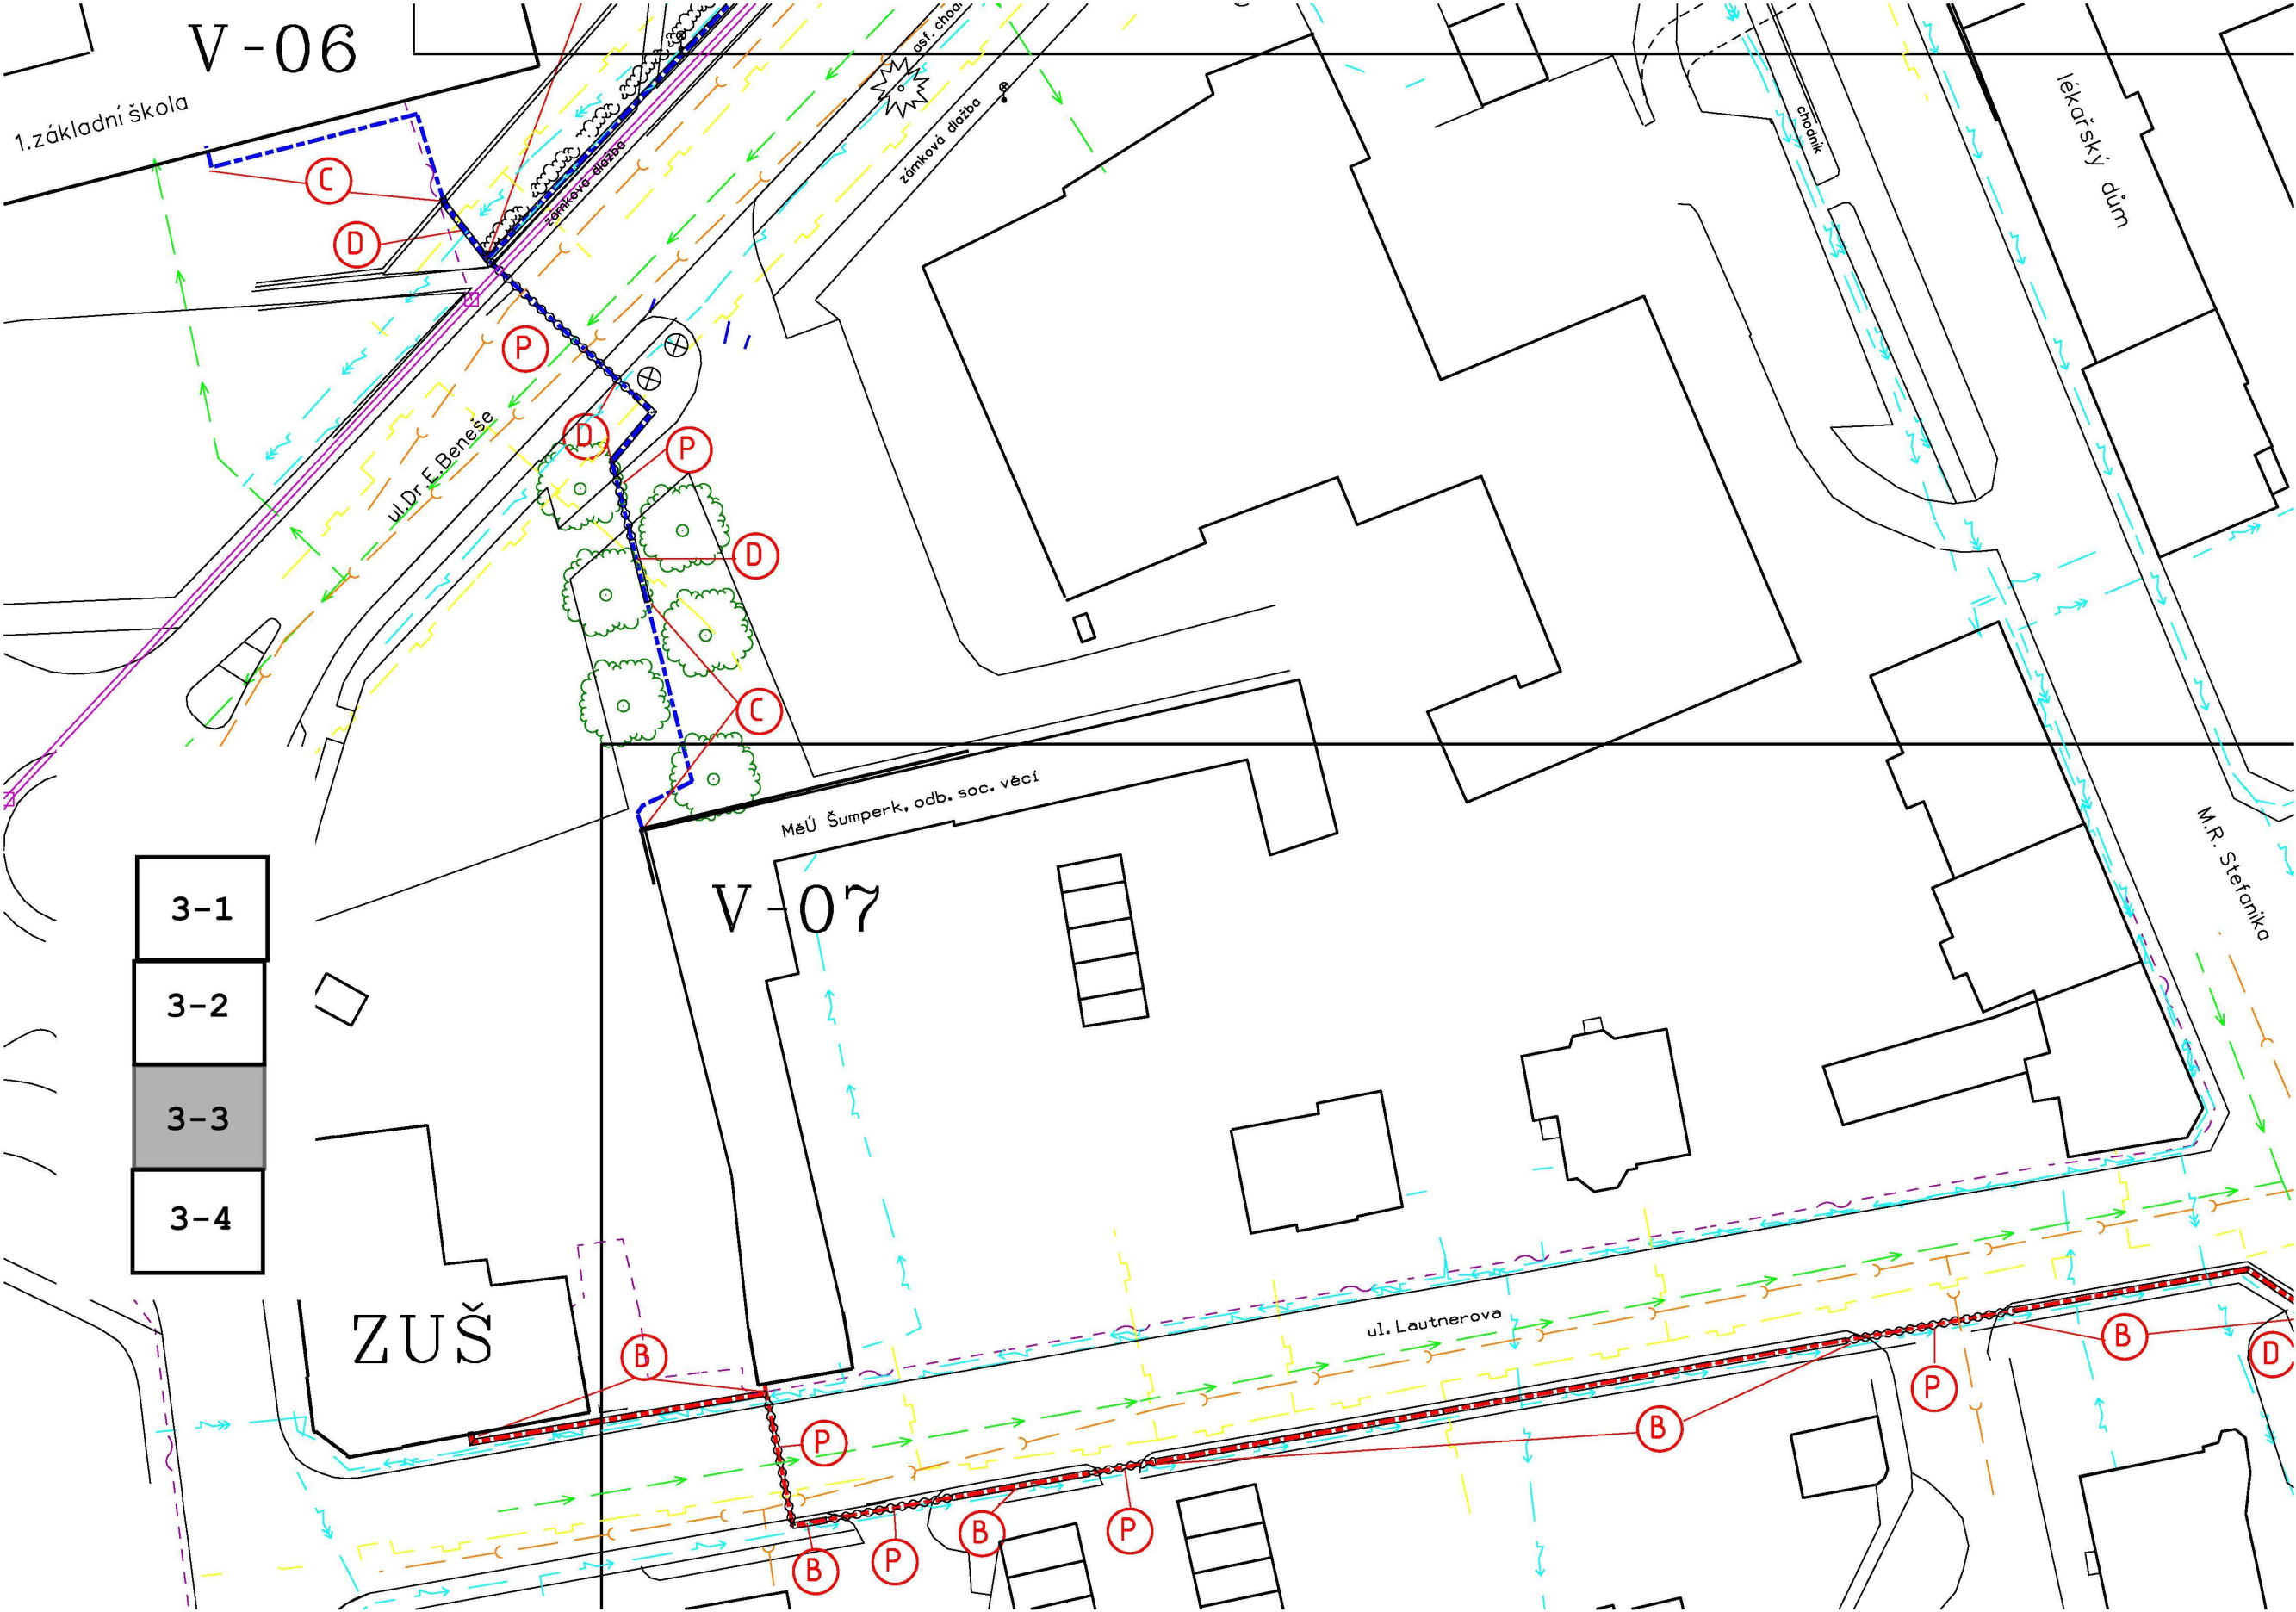 V-06
1.základní škola
asf. chod
zámková dlažba
zámková dlažba
chodník
lékařský dům
C
D
P
ul.Dr.E.Beneše
D
P
D
C
MěÚ Šumperk, odb. soc. věcí
V-07
M.R. Stefanika
3-1
3-2
3-3
3-4
ZUŠ
ul. Lautnerova
B
P
B
P
B
P
B
P
B
D